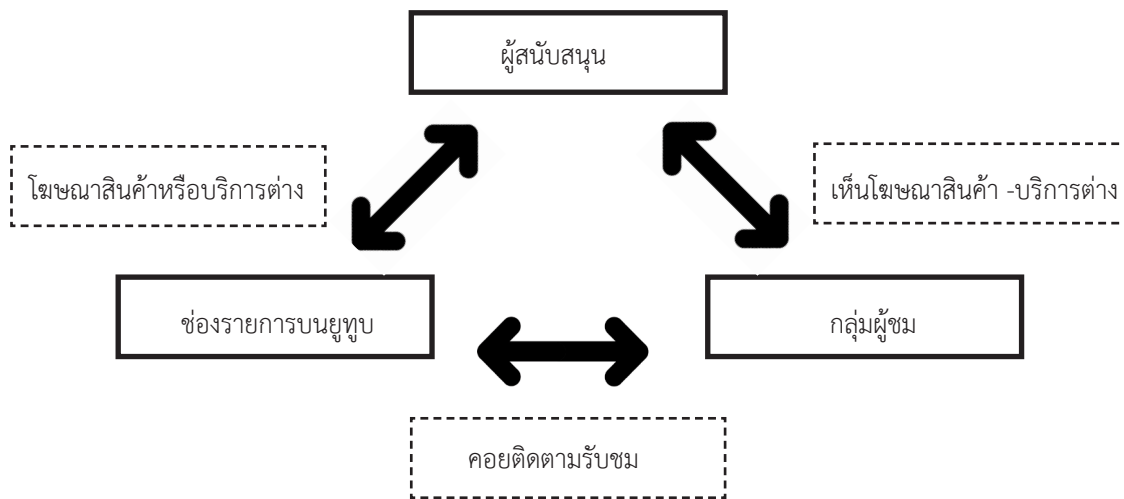 ผู้สนับสนุน
โฆษณาสินค้าหรือบริการต่าง
เห็นโฆษณาสินค้า -บริการต่าง
ช่องรายการบนยูทูบ
กลุ่มผู้ชม
คอยติดตามรับชม